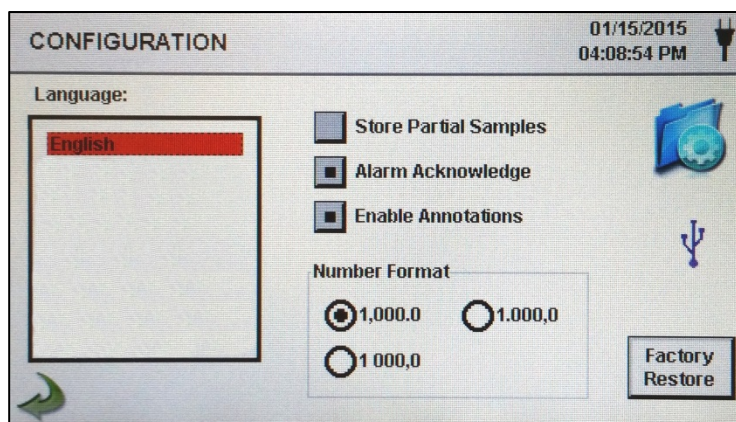 CONFIGURATION
01/15/2015
04:08:54 PM
Language:
English
Store Partial Samples
Alarm Acknowledge
Enable Annotations
Number Format
1,000.0
1.000,0
1 000,0
Factory
Restore